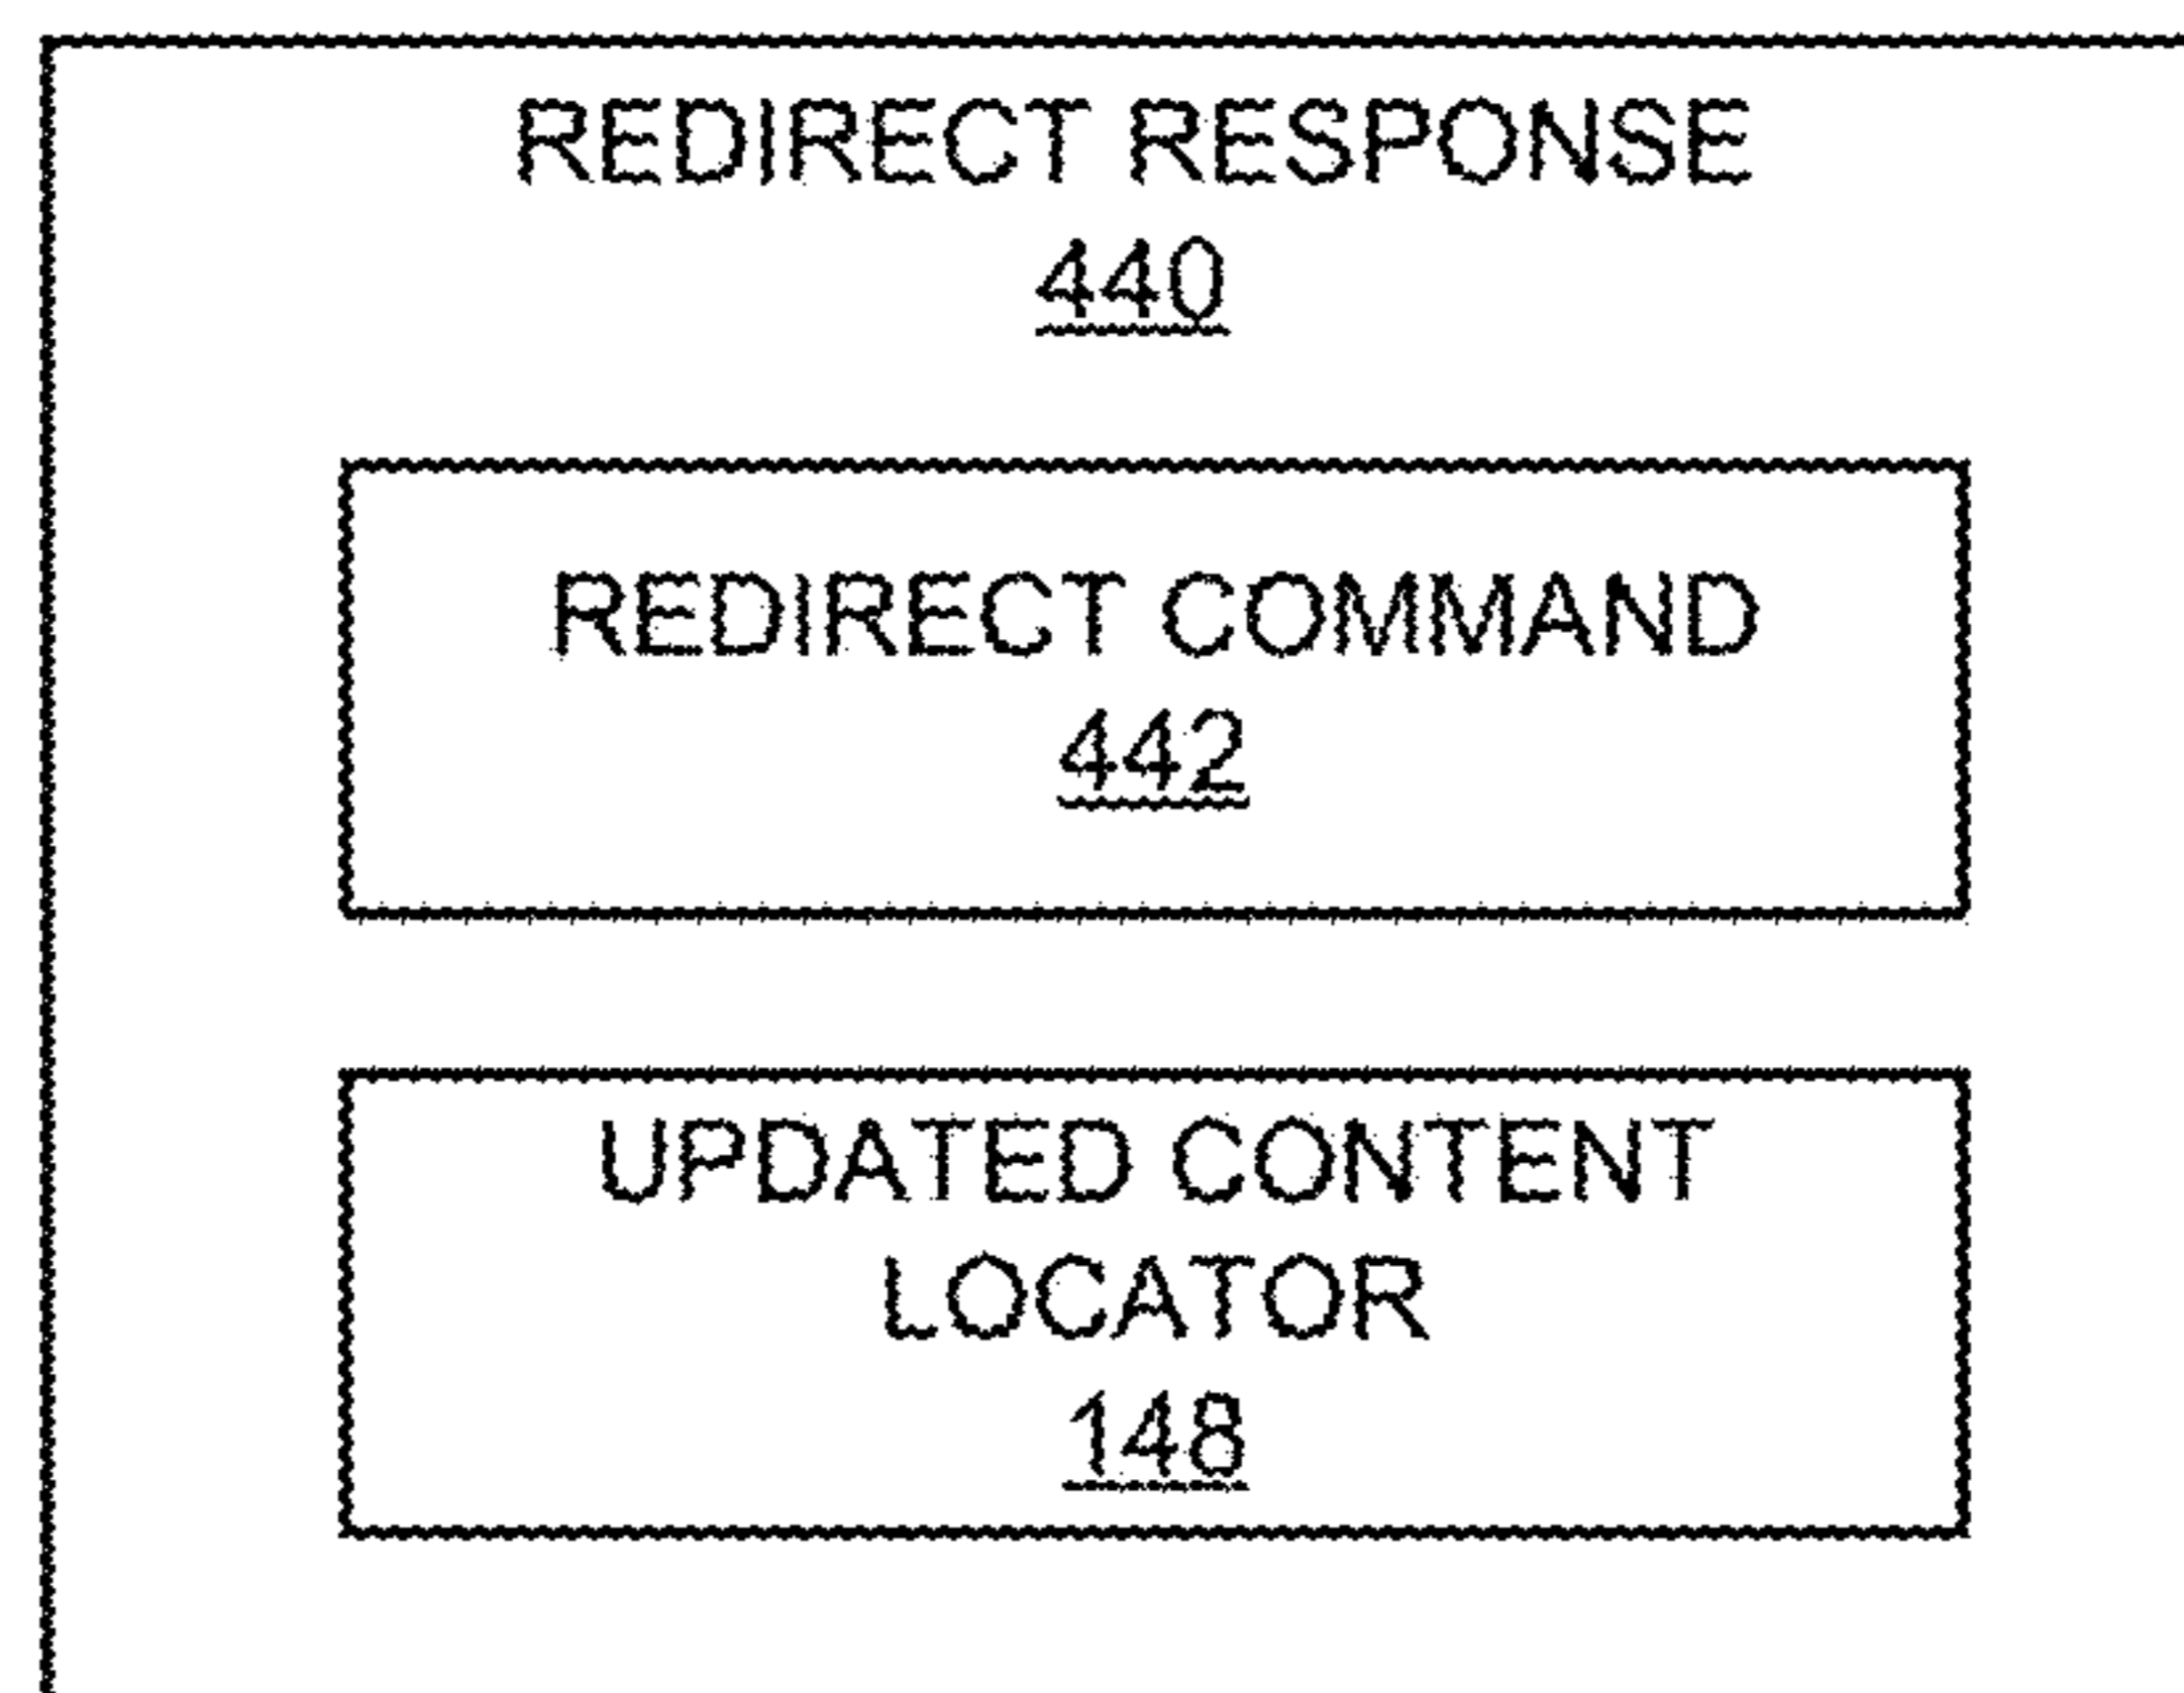 REDIRECT RESPONSE
440
REDIRECT COMMAND
442
UPDATED CONTENT
LOCATOR
148